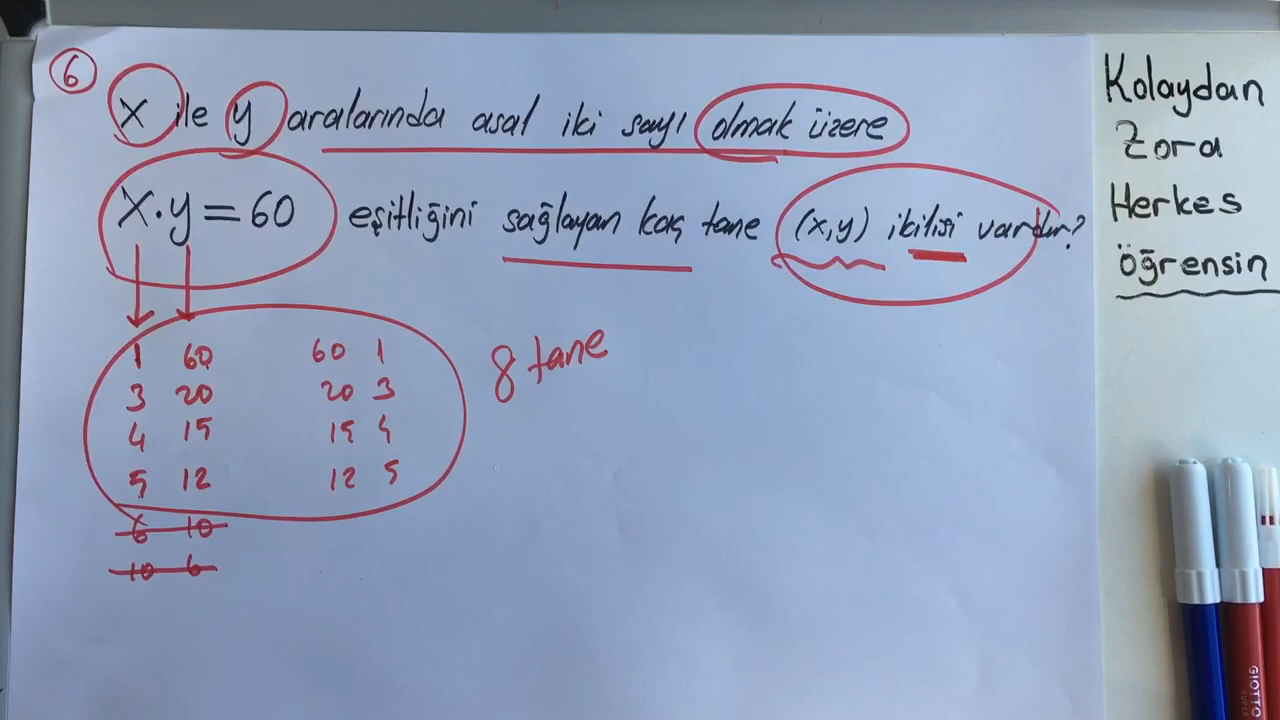 6
x ile y aralarında asal iki sayı olmak üzere
x.y=60 eşitliğini sağlayan kaç tane (x,y) ikilisi vardır?
1 60 60 1
3 20 20 3
4 15 15 4
5 12 12 5
6 10
10 6
8 tane
Kolaydan
Zora
Herkes
Öğrensin
GIOTTO